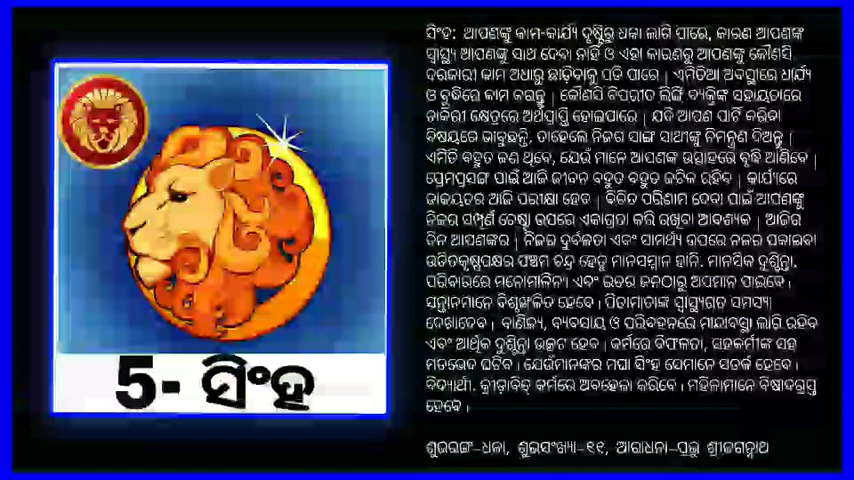 ସିଂହ: ଆପଣଙ୍କୁ କାମ-କାର୍ଯ୍ୟ ଦୃଷ୍ଟିରୁ ଧକା ଲାଗି ପାରେ, କାରଣ ଆପଣଙ୍କ
ସ୍ୱାସ୍ଥ୍ୟ ଆପଣଙ୍କୁ ସାଥ ଦେବା ନାହିଁ ଓ ଏହା କାରଣରୁ ଆପଣଙ୍କୁ କୌଣସି
ଦରକାରୀ କାମ ଅଧାରୁ ଛାଡ଼ିବାକୁ ପଡି ପାରେ | ଏମିତିଆ ଅବସ୍ଥାରେ ଧାର୍ଯ୍ୟ
ଓ ବୁଦ୍ଧିରେ କାମ କରନ୍ତୁ | କୌଣସି ବିପରୀତ ଲିଙ୍ଗି ବ୍ୟକ୍ତିଙ୍କ ସହାୟତାରେ
ଚାକିରୀ କ୍ଷେତ୍ରରେ ଅର୍ଥପ୍ରାପ୍ତି ହୋଇପାରେ | ଯଦି ଆପଣ ପାର୍ଟି କରିବା
ବିଷୟରେ ଭାବୁଛନ୍ତି, ତାହେଲେ ନିଜର ସାଙ୍ଗ ସାଥୀଙ୍କୁ ନିମନ୍ତ୍ରଣ ଦିଅନ୍ତୁ |
ଏମିତି ବହୁତ ଜଣ ଥିବେ, ଯେଉଁ ମାନେ ଆପଣଙ୍କ ଉତ୍ସାହରେ ବୃଦ୍ଧି ଆଣିବେ |
ପ୍ରେମପ୍ରସଙ୍ଗ ପାଇଁ ଆଜି ଜୀବନ ବହୁତ ବହୁତ ଜଟିଳ ରହିବ | କାର୍ଯ୍ୟରେ
ଡାକୟତର ଆଜି ପରୀକ୍ଷା ହେବ | କିଚିତ ପରିଣାମ ଦେବା ପାଇଁ ଆପଣଙ୍କୁ
ନିଜର ସମ୍ପୂର୍ଣ ଚେଷ୍ଟା ଉପରେ ଏକାଗ୍ରତା କରି ରଖିବା ଆବଶ୍ୟକ | ଆଜିର
ଦିନ ଆପଣଙ୍କର | ନିଜର ଦୁର୍ବଳତା ଏବଂ ସାମର୍ଥ୍ୟ ଉପରେ ନଜର ପକାଇବା
ଉଚିତକୃଷ୍ଣପକ୍ଷର ପଞ୍ଚମ ଚନ୍ଦ୍ର ହେତୁ ମାନସମ୍ମାନ ହାନି. ମାନସିକ ଦୁଶ୍ଚିନ୍ତା,
ପରିବାରରେ ମନୋମାଳିନ୍ୟ ଏବଂ ଇତର ଜନଠାରୁ ଅପମାନ ପାଇବେ।
ସନ୍ତାନମାନେ ବିଶୃଙ୍ଖଳିତ ହେବେ। ପିତାମାତାଙ୍କ ସ୍ୱାସ୍ଥ୍ୟଗତ ସମସ୍ୟା
ଦେଖାଦେବ। ବାଣିଜ୍ୟ, ବ୍ୟବସାୟ ଓ ପରିବହନରେ ମାନ୍ଦାବସ୍ଥା ଲାଗି ରହିବ
ଏବଂ ଆର୍ଥିକ ଦୁଶ୍ଚିନ୍ତା ଉତ୍କଟ ହେବ | କର୍ମରେ ବିଫଳତା, ସହକର୍ମୀଙ୍କ ସହ
ମତଭେଦ ଘଟିବ। ଯେଉଁମାନଙ୍କର ମଘା ସିଂହ ସେମାନେ ସତର୍କ ହେବେ।
ବିଦ୍ୟାର୍ଥୀ, କ୍ରୀଡ଼ାବିତ୍ କର୍ମରେ ଅବହେଳା କରିବେ। ମହିଳାମାନେ ବିଷାଦଗ୍ରସ୍ତ
ହେବେ।
ଶୁଭରଙ୍ଗ-ଧଳା, ଶୁଭସଂଖ୍ୟା-୧୧, ଆରାଧନା-ପ୍ରଭୁ ଶ୍ରୀଜଗନ୍ନାଥ
5- ସିଂହ